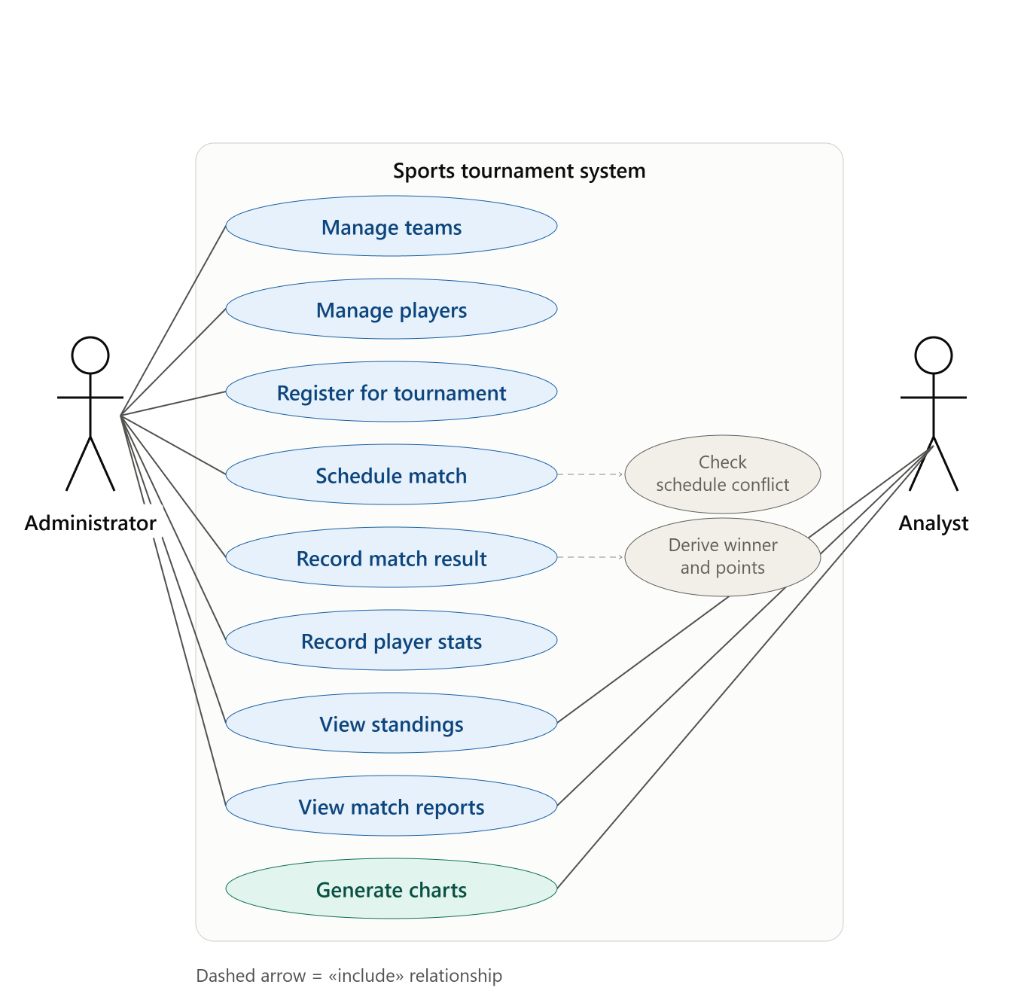 Sports tournament system
Manage teams
Manage players
Register for tournament
Schedule match
Check
schedule conflict
Administrator
Analyst
Record match result
Derive winner
and points
Record player stats
View standings
View match reports
Generate charts
Dashed arrow = «include» relationship